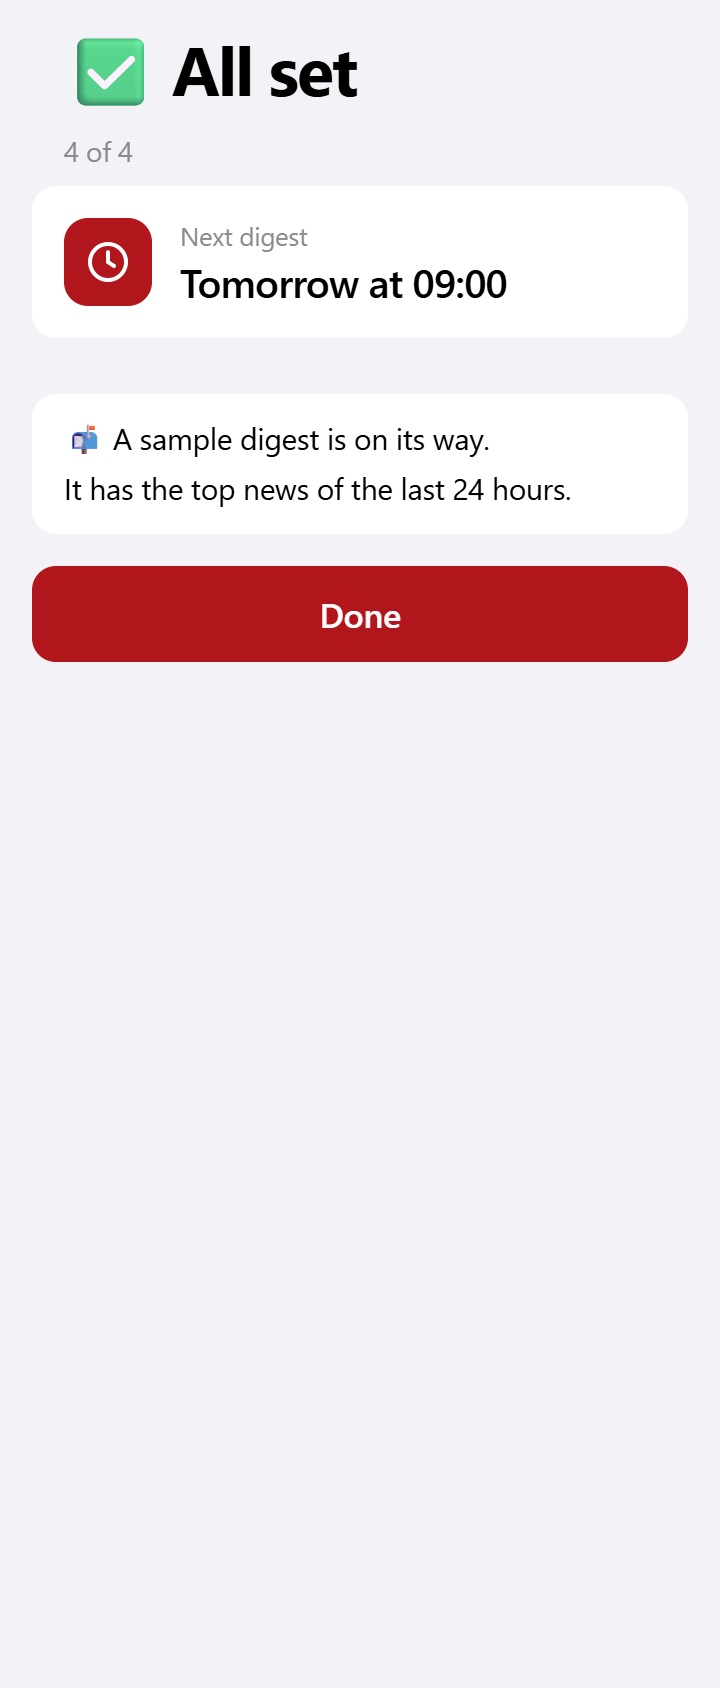 ✅ All set
4 of 4
Next digest
Tomorrow at 09:00
📬 A sample digest is on its way.
It has the top news of the last 24 hours.
Done